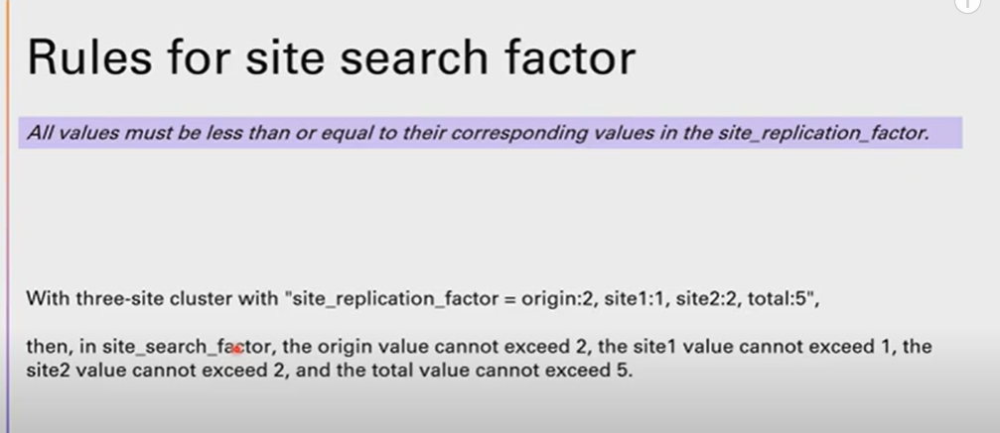 Rules for site search factor
All values must be less than or equal to their corresponding values in the site_replication_factor.
With three-site cluster with "site_replication_factor = origin:2, site1:1, site2:2, total:5",
then, in site_search_factor, the origin value cannot exceed 2, the site1 value cannot exceed 1, the
site2 value cannot exceed 2, and the total value cannot exceed 5.